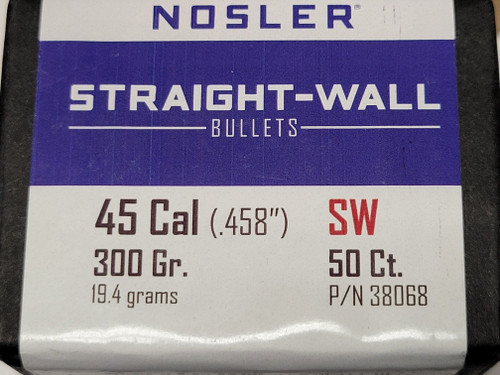 NOSLER®
STRAIGHT-WALL
BULLETS
45 Cal (.458") SW
300 Gr. 50 Ct.
19.4 grams P/N 38068